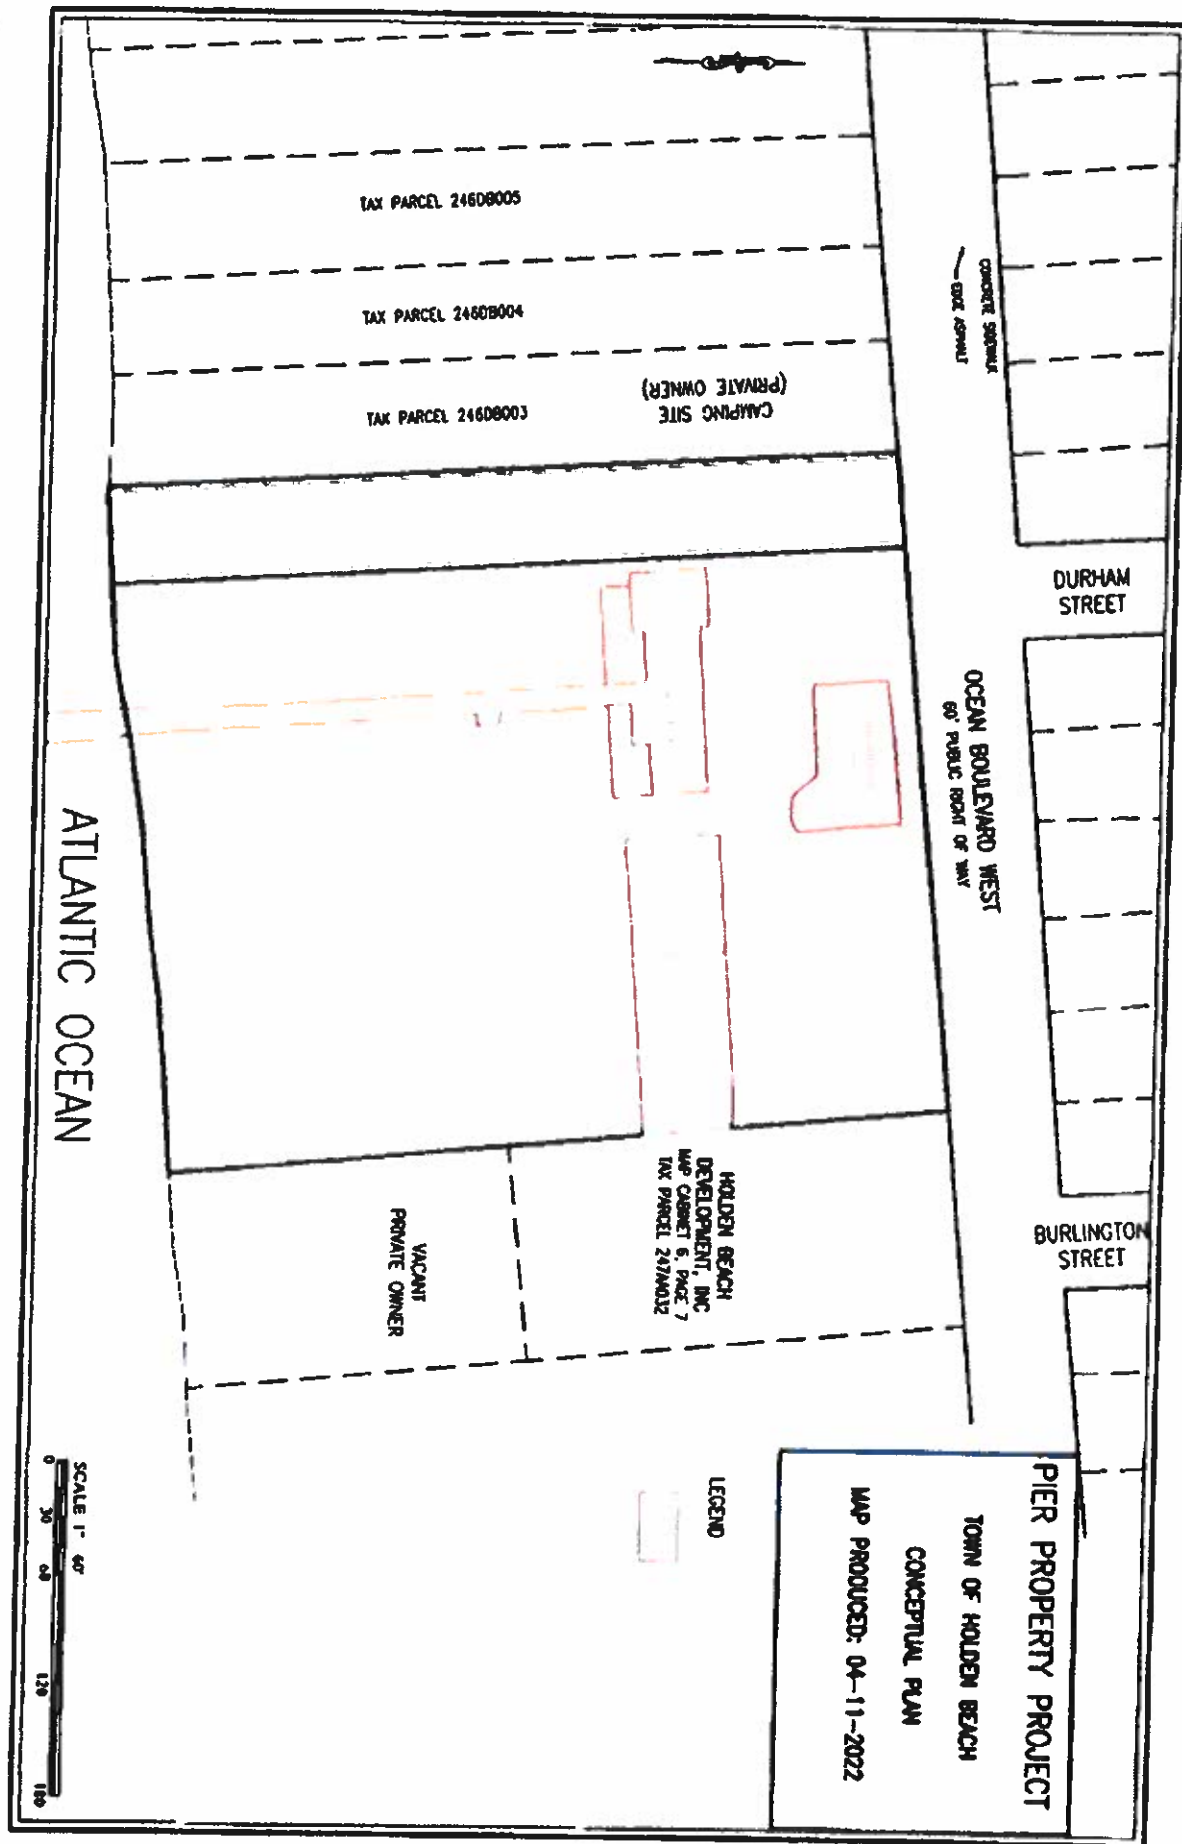 PIER PROPERTY PROJECT
TOWN OF HOLDEN BEACH
CONCEPTUAL PLAN
MAP PRODUCED: 04-11-2022
DURHAM
STREET
BURLINGTON
STREET
CONCRETE SIDEWALK
EDGE ASPHALT
OCEAN BOULEVARD WEST
60' PUBLIC RIGHT OF WAY
TAX PARCEL 246DB005
TAX PARCEL 246DB004
TAX PARCEL 246DB003
CAMPING SITE
(PRIVATE OWNER)
HOLDEN BEACH
DEVELOPMENT, INC
MAP CABINET 6, PAGE 7
TAX PARCEL 247AA032
VACANT
PRIVATE OWNER
LEGEND
ATLANTIC OCEAN
SCALE 1" 60'
0 30 60 120 180